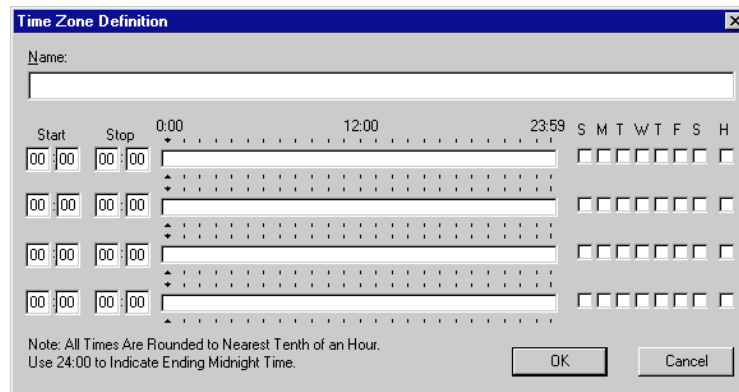 Time Zone Definition
Name:
Start Stop 0:00 12:00 23:59 S M T W T F S H
00 : 00 00 : 00
00 : 00 00 : 00
00 : 00 00 : 00
00 : 00 00 : 00
Note: All Times Are Rounded to Nearest Tenth of an Hour.
Use 24:00 to Indicate Ending Midnight Time.
OK Cancel